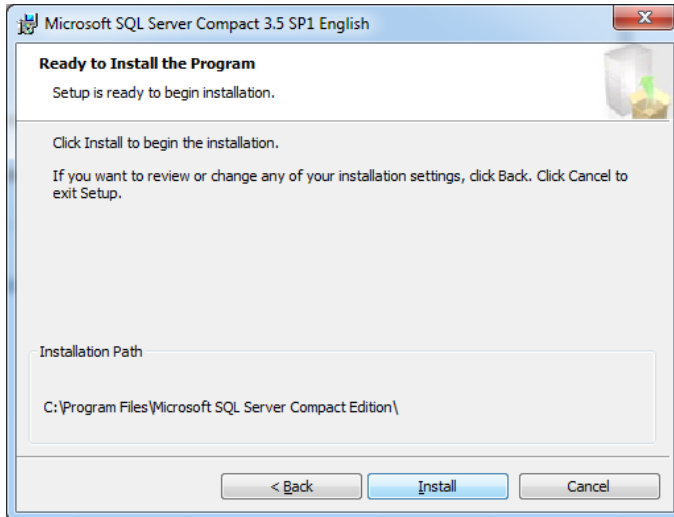 Microsoft SQL Server Compact 3.5 SP1 English
Ready to Install the Program
Setup is ready to begin installation.
Click Install to begin the installation.
If you want to review or change any of your installation settings, click Back. Click Cancel to
exit Setup.
Installation Path
C:\Program Files\Microsoft SQL Server Compact Edition\
< Back
Install
Cancel